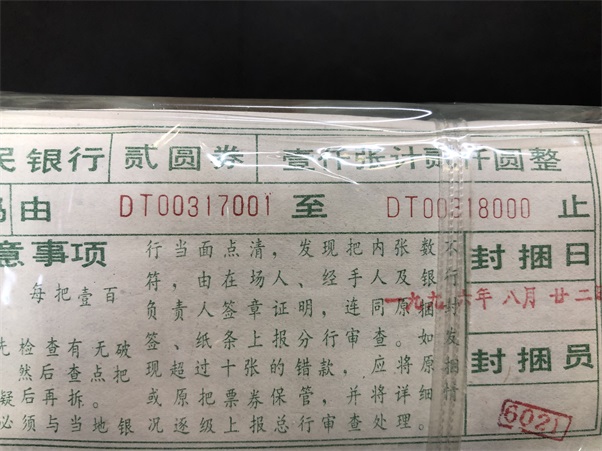 民银行 贰圆券 壹仟张计贰仟圆整
由 DT00317001 至 DT00318000 止
意事项
每把壹百
先检查有无破
然后查点把
疑后再拆。
必须与当地银
行当面点清，发现把内张数不
符，由在场人、经手人及银行
负责人签章证明，连同原捆封
签、纸条上报分行审查。如发
现超过十张的错款，应将原捆
或原把票券保管，并将详细情
况逐级上报总行审查处理。
封捆日
一九九六年八月廿二
封捆员
602